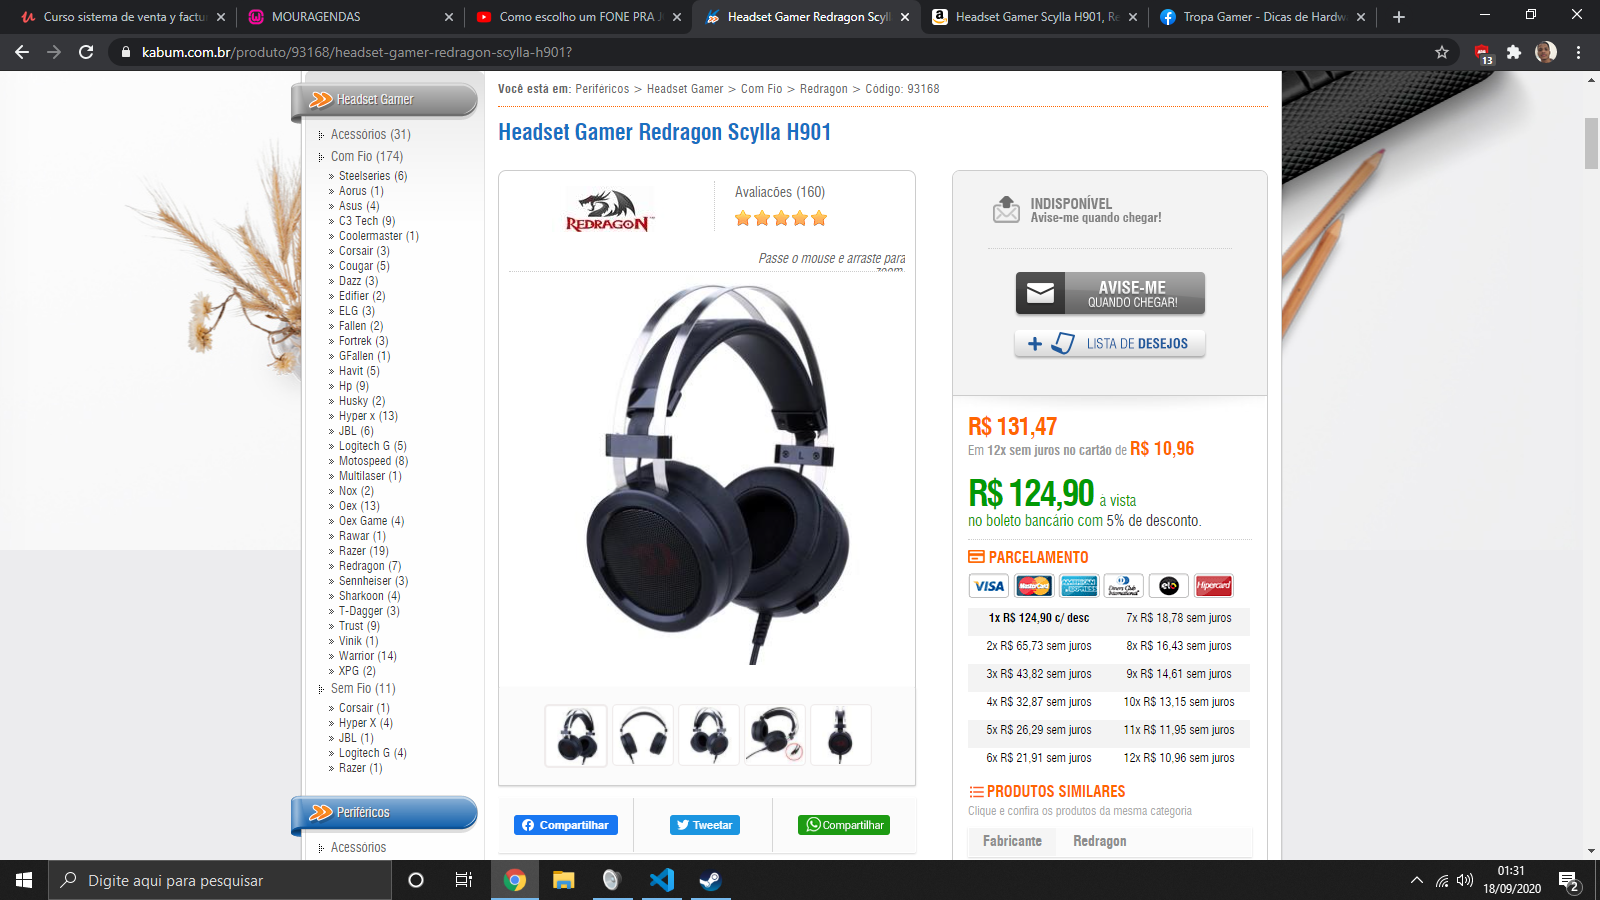 Curso sistema de venta y factu
MOURAGENDAS
Como escolho um FONE PRA J
Headset Gamer Redragon Scyll
Headset Gamer Scylla H901, Re
Tropa Gamer - Dicas de Hardw
kabum.com.br/produto/93168/headset-gamer-redragon-scylla-h901?
13
Headset Gamer
Acessórios (31)
Com Fio (174)
» Steelseries (6)
» Aorus (1)
» Asus (4)
» C3 Tech (9)
» Coolermaster (1)
» Corsair (3)
» Cougar (5)
» Dazz (3)
» Edifier (2)
» ELG (3)
» Fallen (2)
» Fortrek (3)
» GFallen (1)
» Havit (5)
» Hp (9)
» Husky (2)
» Hyper x (13)
» JBL (6)
» Logitech G (5)
» Motospeed (8)
» Multilaser (1)
» Nox (2)
» Oex (13)
» Oex Game (4)
» Rawar (1)
» Razer (19)
» Redragon (7)
» Sennheiser (3)
» Sharkoon (4)
» T-Dagger (3)
» Trust (9)
» Vinik (1)
» Warrior (14)
» XPG (2)
Sem Fio (11)
» Corsair (1)
» Hyper X (4)
» JBL (1)
» Logitech G (4)
» Razer (1)
Periféricos
Acessórios
Você está em: Periféricos > Headset Gamer > Com Fio > Redragon > Código: 93168
Headset Gamer Redragon Scylla H901
REDRAGON
Avaliacões (160)
Passe o mouse e arraste para
zoom.
L
Compartilhar
Tweetar
Compartilhar
INDISPONÍVEL
Avise-me quando chegar!
AVISE-ME
QUANDO CHEGAR!
+ LISTA DE DESEJOS
R$ 131,47
Em 12x sem juros no cartão de R$ 10,96
R$ 124,90 à vista
no boleto bancário com 5% de desconto.
PARCELAMENTO
VISA MasterCard AMERICAN EXPRESS Diners Club International elo Hipercard
1x R$ 124,90 c/ desc 7x R$ 18,78 sem juros
2x R$ 65,73 sem juros 8x R$ 16,43 sem juros
3x R$ 43,82 sem juros 9x R$ 14,61 sem juros
4x R$ 32,87 sem juros 10x R$ 13,15 sem juros
5x R$ 26,29 sem juros 11x R$ 11,95 sem juros
6x R$ 21,91 sem juros 12x R$ 10,96 sem juros
PRODUTOS SIMILARES
Clique e confira os produtos da mesma categoria
Fabricante Redragon
Digite aqui para pesquisar
01:31
18/09/2020
2